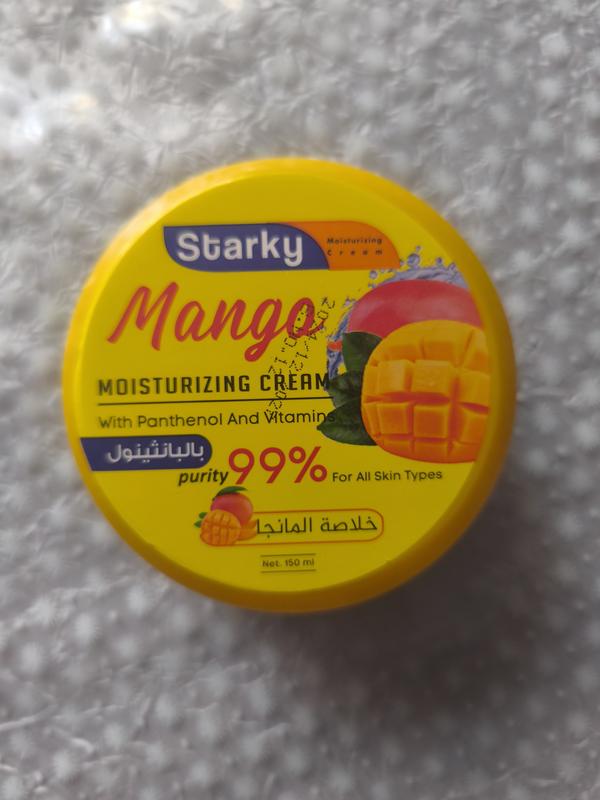 Starky
Moisturizing
Cream
Mango
MOISTURIZING CREAM
With Panthenol And Vitamins
بالبانثينول
purity 99% For All Skin Types
خلاصة المانجا
Net. 150 ml